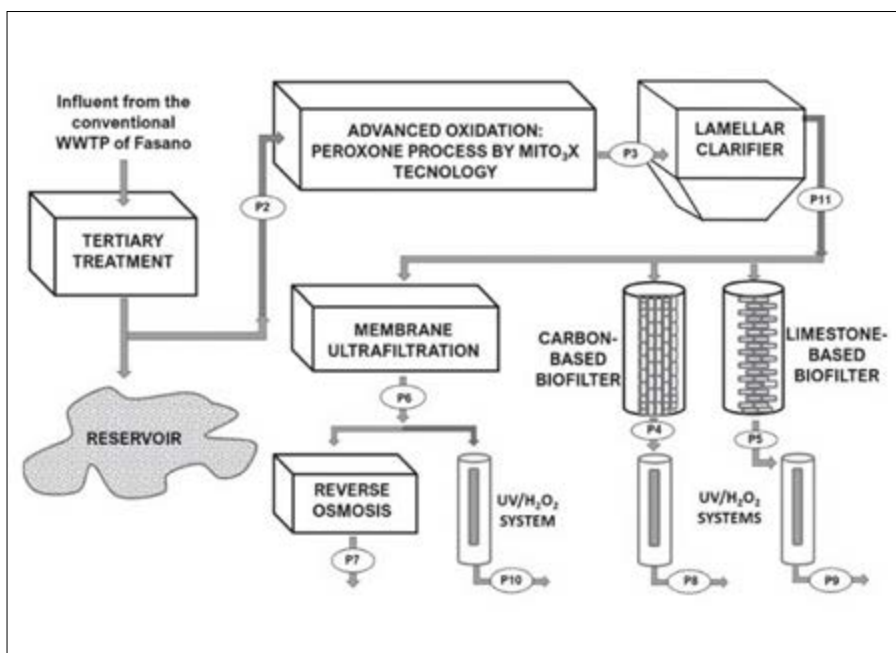 Influent from the
conventional
WWTP of Fasano
TERTIARY
TREATMENT
RESERVOIR
P2
ADVANCED OXIDATION:
PEROXONE PROCESS BY MITO₃X
TECNOLOGY
P3
LAMELLAR
CLARIFIER
P11
MEMBRANE
ULTRAFILTRATION
CARBON-
BASED
BIOFILTER
LIMESTONE-
BASED
BIOFILTER
P6
P4
P5
REVERSE
OSMOSIS
UV/H₂O₂
SYSTEM
UV/H₂O₂
SYSTEMS
P7
P10
P8
P9